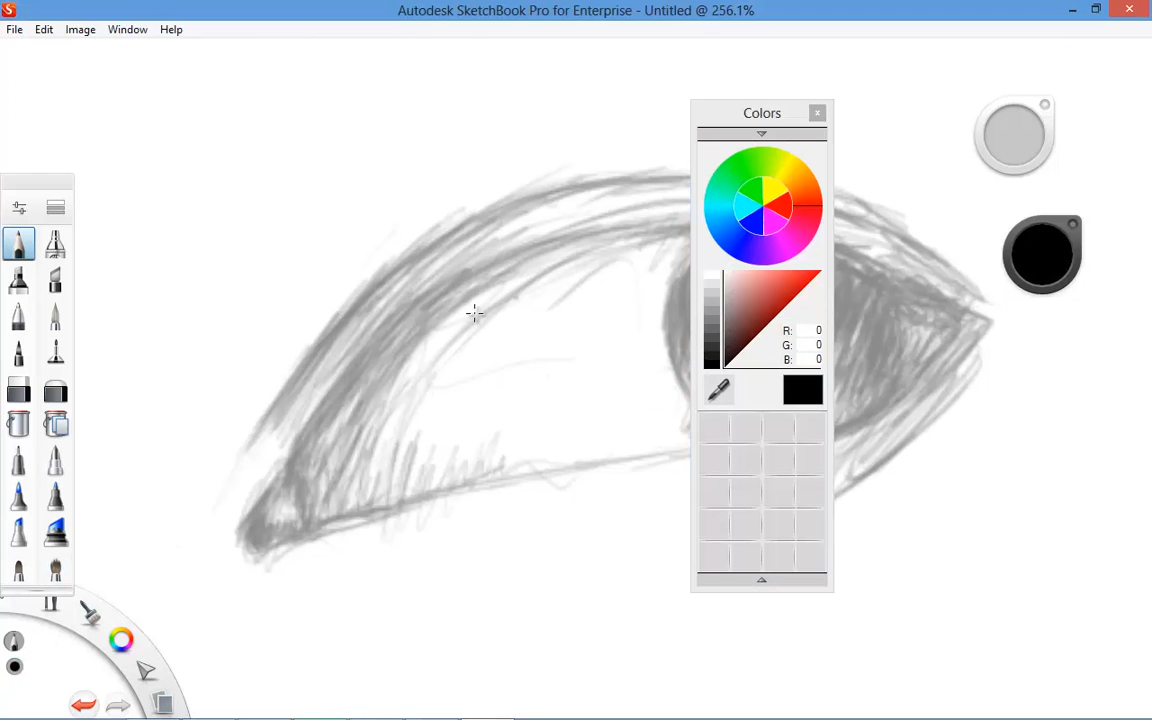 Autodesk SketchBook Pro for Enterprise - Untitled @ 256.1%
File Edit Image Window Help
Colors
R: 0
G: 0
B: 0